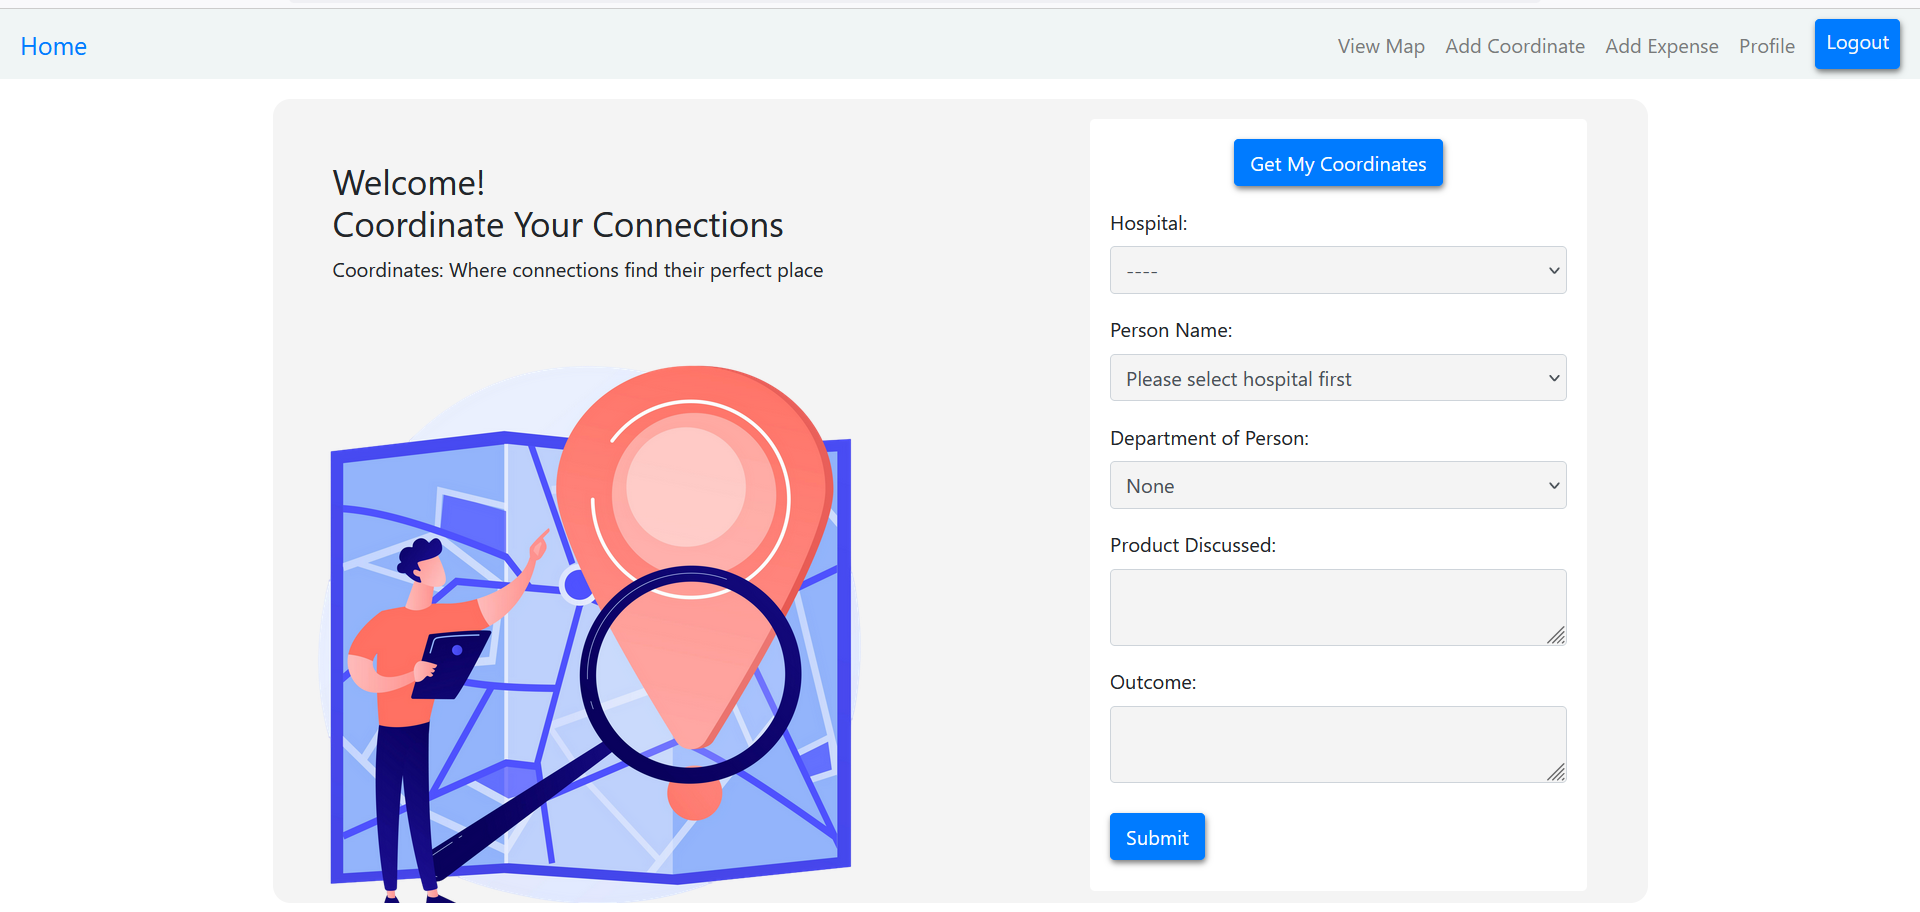 Home
View Map
Add Coordinate
Add Expense
Profile
Logout
Welcome!
Coordinate Your Connections
Coordinates: Where connections find their perfect place
Get My Coordinates
Hospital:
----
Person Name:
Please select hospital first
Department of Person:
None
Product Discussed:
Outcome:
Submit